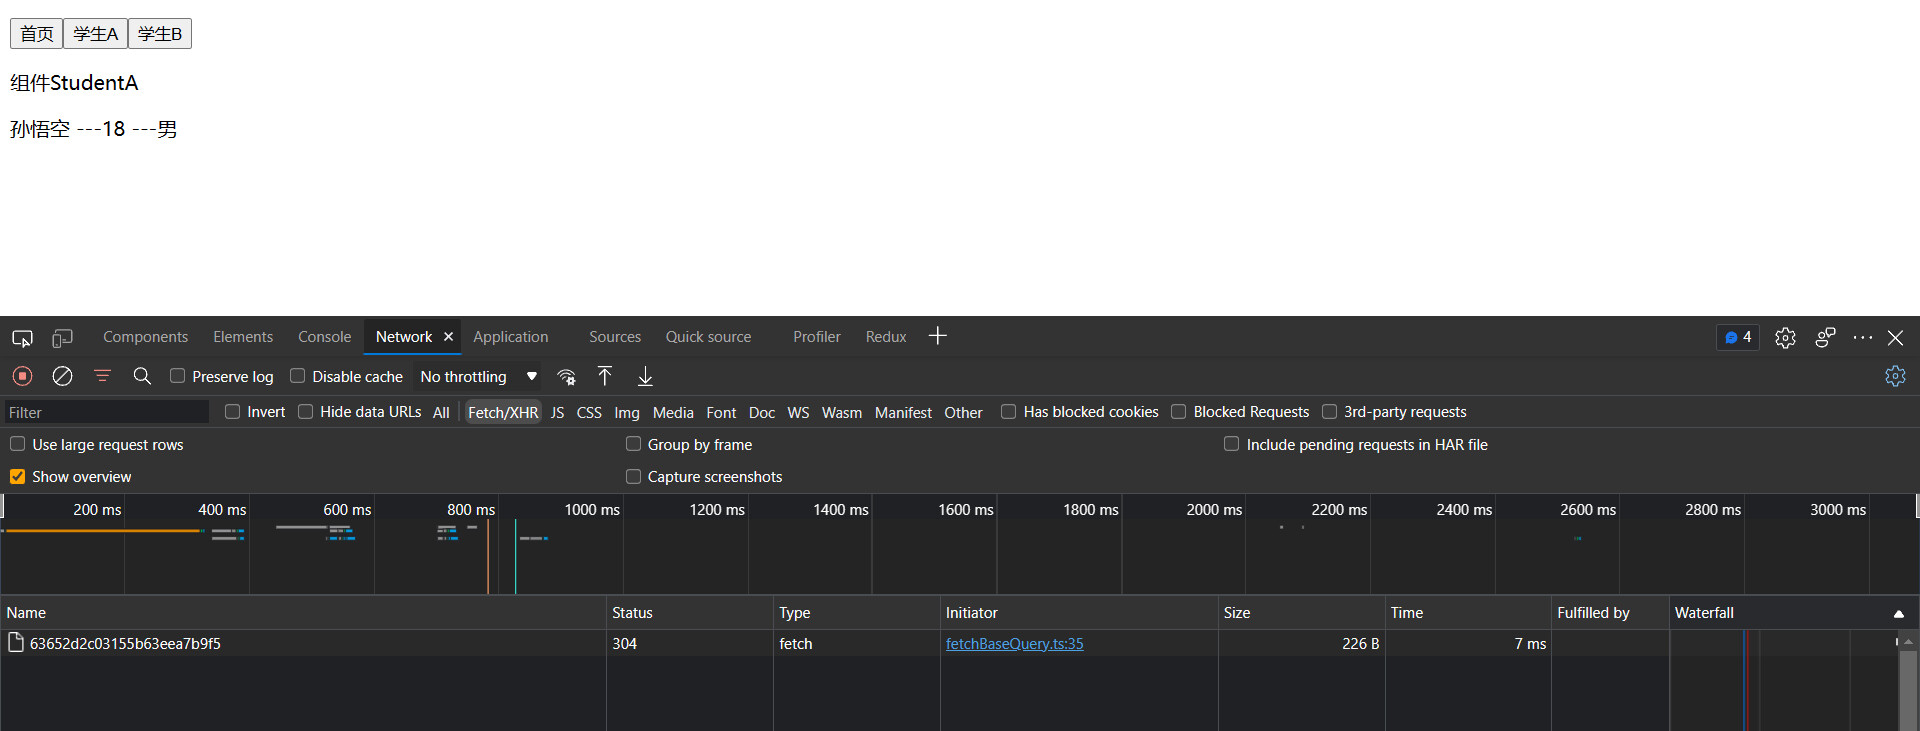 首页 学生A 学生B
组件StudentA
孙悟空 ---18 ---男
Components Elements Console Network Application Sources Quick source Profiler Redux 4
Preserve log Disable cache No throttling
Filter Invert Hide data URLs All Fetch/XHR JS CSS Img Media Font Doc WS Wasm Manifest Other Has blocked cookies Blocked Requests 3rd-party requests
Use large request rows Group by frame Include pending requests in HAR file
Show overview Capture screenshots
200 ms 400 ms 600 ms 800 ms 1000 ms 1200 ms 1400 ms 1600 ms 1800 ms 2000 ms 2200 ms 2400 ms 2600 ms 2800 ms 3000 ms
Name Status Type Initiator Size Time Fulfilled by Waterfall
63652d2c03155b63eea7b9f5 304 fetch fetchBaseQuery.ts:35 226 B 7 ms